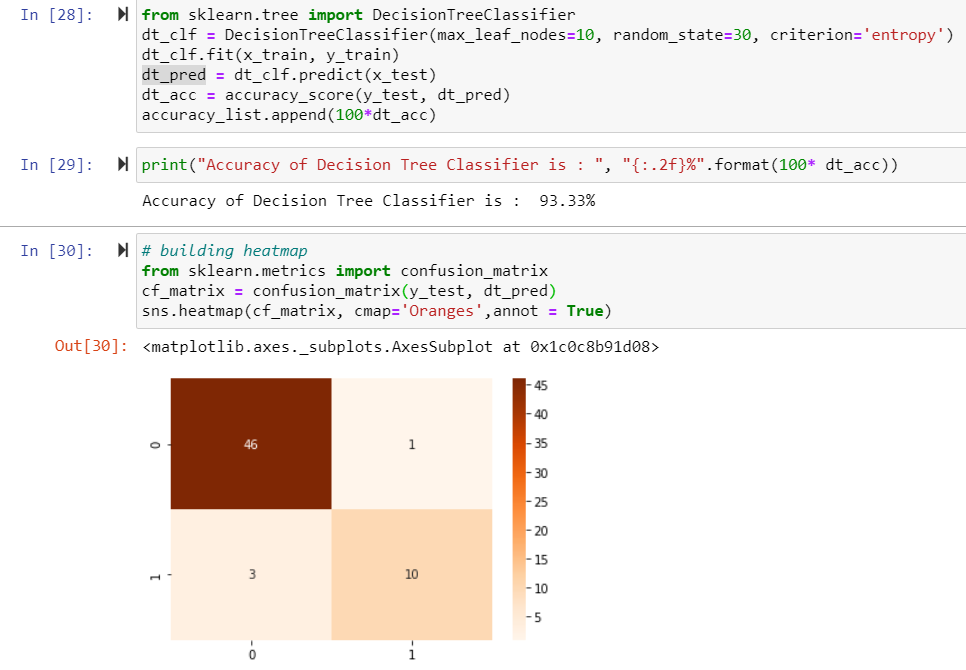 In [28]:
from sklearn.tree import DecisionTreeClassifier
dt_clf = DecisionTreeClassifier(max_leaf_nodes=10, random_state=30, criterion='entropy')
dt_clf.fit(x_train, y_train)
dt_pred = dt_clf.predict(x_test)
dt_acc = accuracy_score(y_test, dt_pred)
accuracy_list.append(100*dt_acc)
In [29]:
print("Accuracy of Decision Tree Classifier is : ", "{:.2f}%".format(100* dt_acc))
Accuracy of Decision Tree Classifier is :  93.33%
In [30]:
# building heatmap
from sklearn.metrics import confusion_matrix
cf_matrix = confusion_matrix(y_test, dt_pred)
sns.heatmap(cf_matrix, cmap='Oranges',annot = True)
Out[30]: <matplotlib.axes._subplots.AxesSubplot at 0x1c0c8b91d08>
0
46
1
1
3
10
0
1
45
40
35
30
25
20
15
10
5